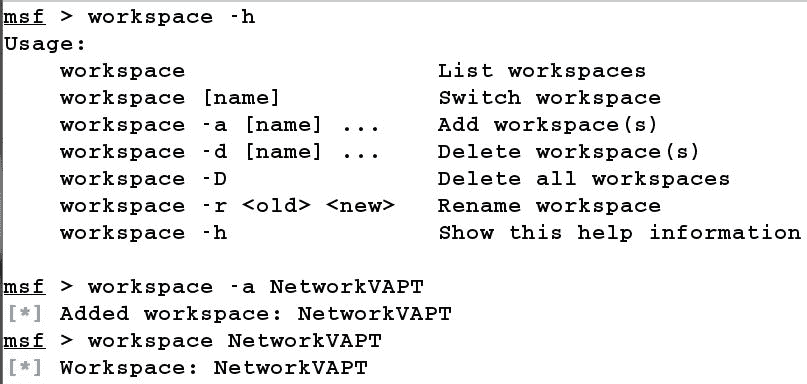 msf > workspace -h
Usage:
    workspace                  List workspaces
    workspace [name]           Switch workspace
    workspace -a [name] ...    Add workspace(s)
    workspace -d [name] ...    Delete workspace(s)
    workspace -D               Delete all workspaces
    workspace -r <old> <new>   Rename workspace
    workspace -h               Show this help information

msf > workspace -a NetworkVAPT
[*] Added workspace: NetworkVAPT
msf > workspace NetworkVAPT
[*] Workspace: NetworkVAPT